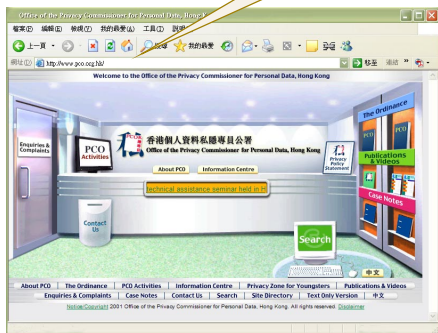 Office of the Privacy Commissioner for Personal Data, Hong K
檔案(F) 編輯(E) 檢視(V) 我的最愛(A) 工具(T) 說明
上一頁 搜尋 我的最愛
網址(D) http://www.pco.org.hk/ 移至 連結 »
Welcome to the Office of the Privacy Commissioner for Personal Data, Hong Kong
The Ordinance
Enquiries & Complaints
PCO Activities
香港個人資料私隱專員公署
Office of the Privacy Commissioner for Personal Data, Hong Kong
Privacy Policy Statement
PCO
PCO
Publications & Videos
About PCO Information Centre
technical assistance seminar held in H
Case Notes
Contact Us
Search
中文
About PCO | The Ordinance | PCO Activities | Information Centre | Privacy Zone for Youngsters | Publications & Videos
Enquiries & Complaints | Case Notes | Contact Us | Search | Site Directory | Text Only Version | 中文
Notice/Copyright 2001 Office of the Privacy Commissioner for Personal Data, Hong Kong. All rights reserved. Disclaimer